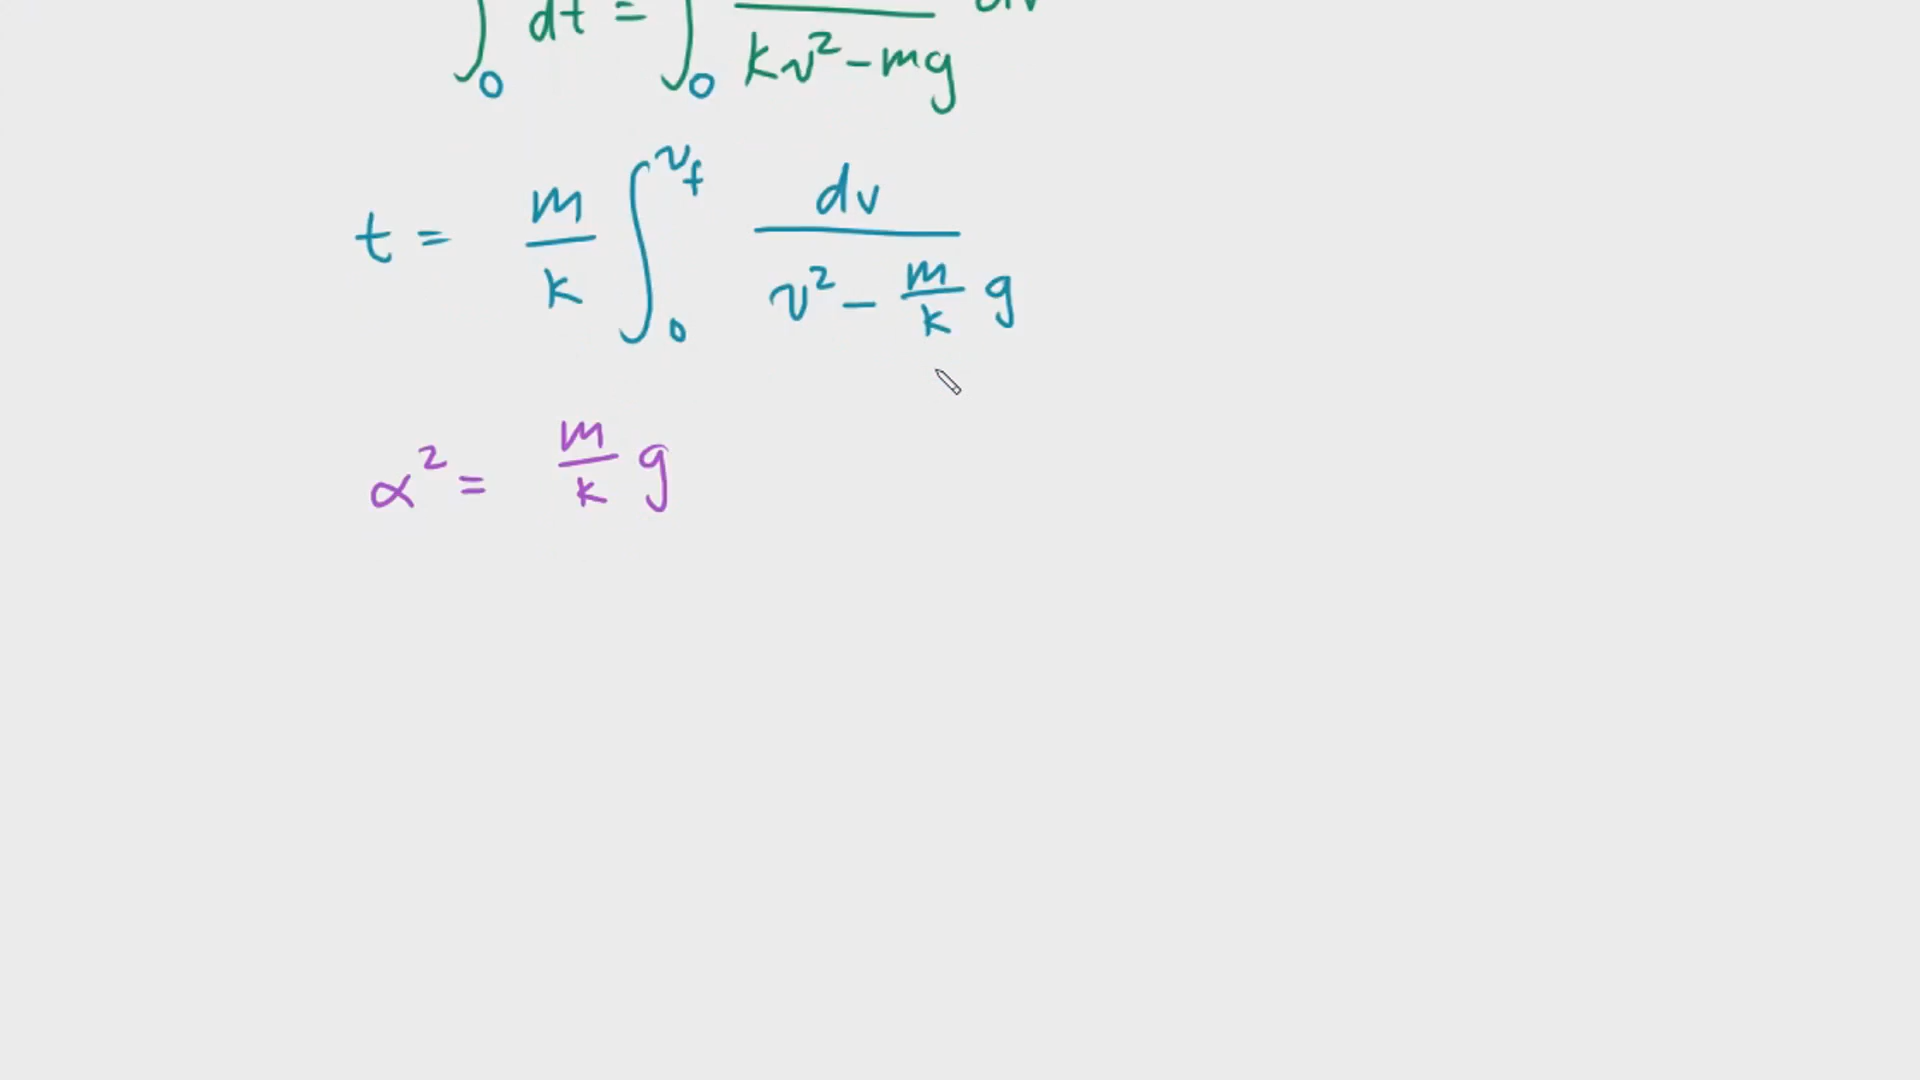 ∫₀ dt = ∫₀ ―/(kv² − mg)
t = m/k ∫₀^(v_f) dv/(v² − m/k g)
α² = m/k g